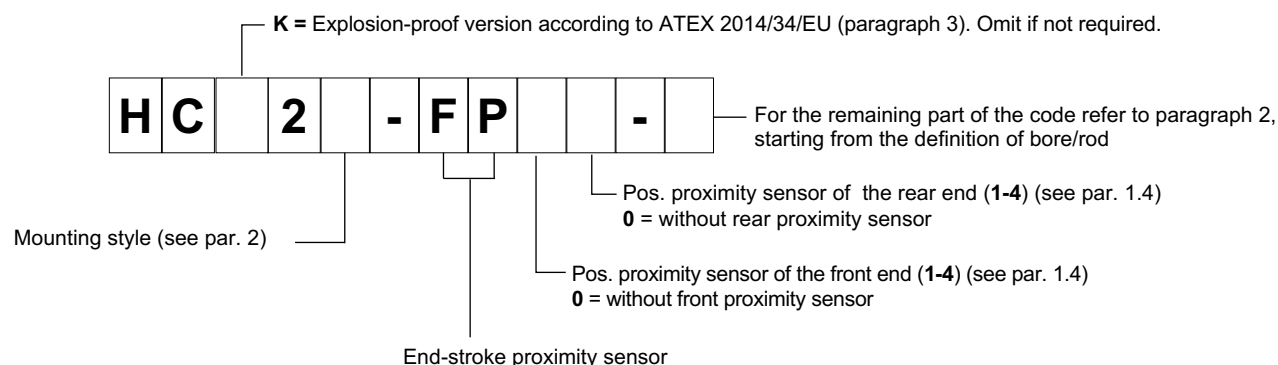 K = Explosion-proof version according to ATEX 2014/34/EU (paragraph 3). Omit if not required.
H C 2 - F P -
For the remaining part of the code refer to paragraph 2,
starting from the definition of bore/rod
Pos. proximity sensor of the rear end (1-4) (see par. 1.4)
0 = without rear proximity sensor
Mounting style (see par. 2)
Pos. proximity sensor of the front end (1-4) (see par. 1.4)
0 = without front proximity sensor
End-stroke proximity sensor